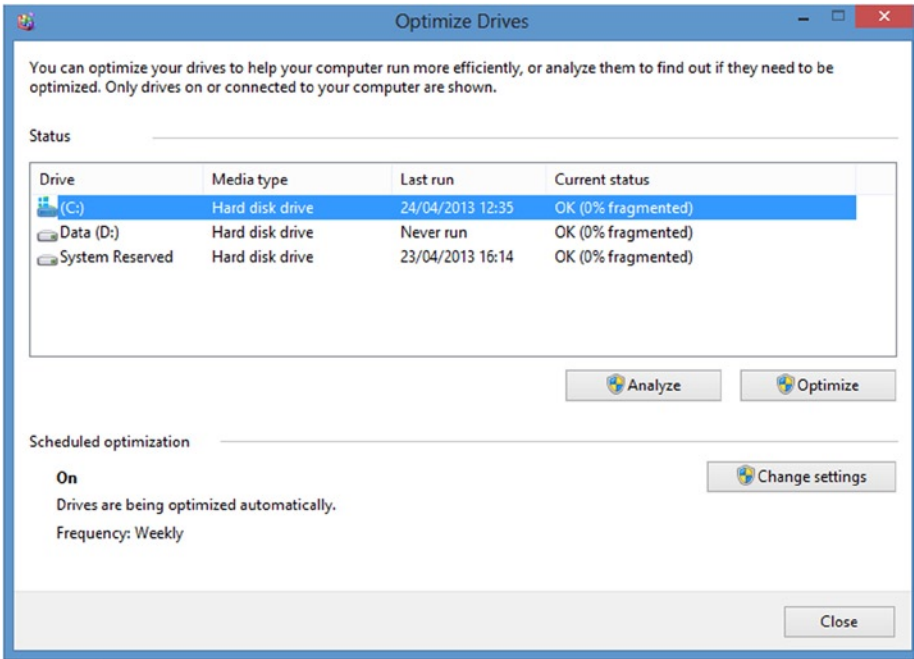 Optimize Drives
You can optimize your drives to help your computer run more efficiently, or analyze them to find out if they need to be
optimized. Only drives on or connected to your computer are shown.
Status
Drive Media type Last run Current status
(C:) Hard disk drive 24/04/2013 12:35 OK (0% fragmented)
Data (D:) Hard disk drive Never run OK (0% fragmented)
System Reserved Hard disk drive 23/04/2013 16:14 OK (0% fragmented)
Analyze Optimize
Scheduled optimization
On
Change settings
Drives are being optimized automatically.
Frequency: Weekly
Close